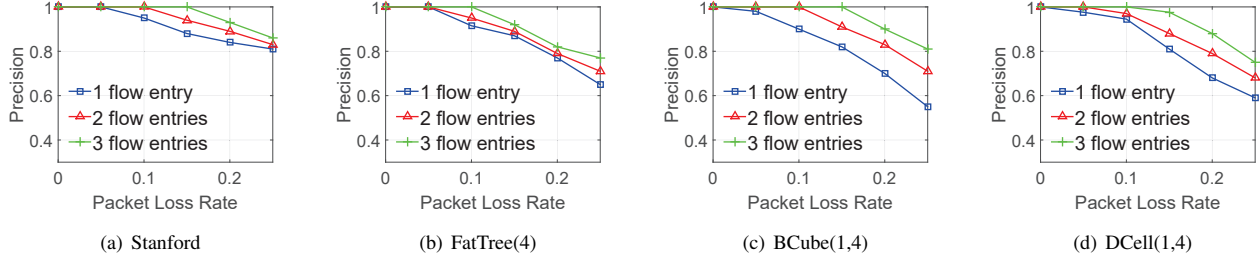 Precision
1
0.8
0.6
0.4
1 flow entry
2 flow entries
3 flow entries
0
0.1
0.2
Packet Loss Rate
(a) Stanford
Precision
1
0.8
0.6
0.4
1 flow entry
2 flow entries
3 flow entries
0
0.1
0.2
Packet Loss Rate
(b) FatTree(4)
Precision
1
0.8
0.6
0.4
1 flow entry
2 flow entries
3 flow entries
0
0.1
0.2
Packet Loss Rate
(c) BCube(1,4)
Precision
1
0.8
0.6
0.4
1 flow entry
2 flow entries
3 flow entries
0
0.1
0.2
Packet Loss Rate
(d) DCell(1,4)